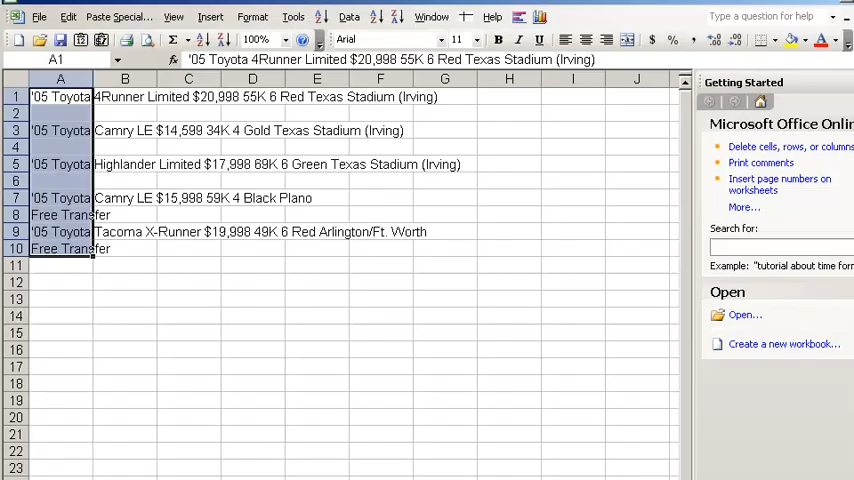 File Edit Paste Special... View Insert Format Tools Data Window Help Type a question for help
Σ 100% Arial 11 B I U $ % ,
A1 '05 Toyota 4Runner Limited $20,998 55K 6 Red Texas Stadium (Irving)
A B C D E F G H I J
1 '05 Toyota 4Runner Limited $20,998 55K 6 Red Texas Stadium (Irving)
2
3 '05 Toyota Camry LE $14,599 34K 4 Gold Texas Stadium (Irving)
4
5 '05 Toyota Highlander Limited $17,998 69K 6 Green Texas Stadium (Irving)
6
7 '05 Toyota Camry LE $15,998 59K 4 Black Plano
8 Free Transfer
9 '05 Toyota Tacoma X-Runner $19,998 49K 6 Red Arlington/Ft. Worth
10 Free Transfer
11
12
13
14
15
16
17
18
19
20
21
22
23
Getting Started
Microsoft Office Onlin
Delete cells, rows, or columns
Print comments
Insert page numbers on
worksheets
More...
Search for:
Example: "tutorial about time for
Open
Open...
Create a new workbook...